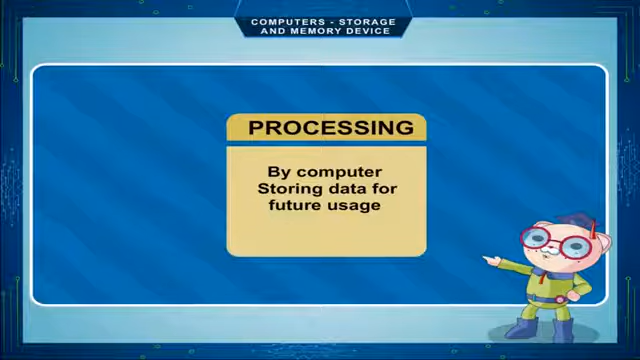 COMPUTERS - STORAGE
AND MEMORY DEVICE
PROCESSING
By computer
Storing data for
future usage